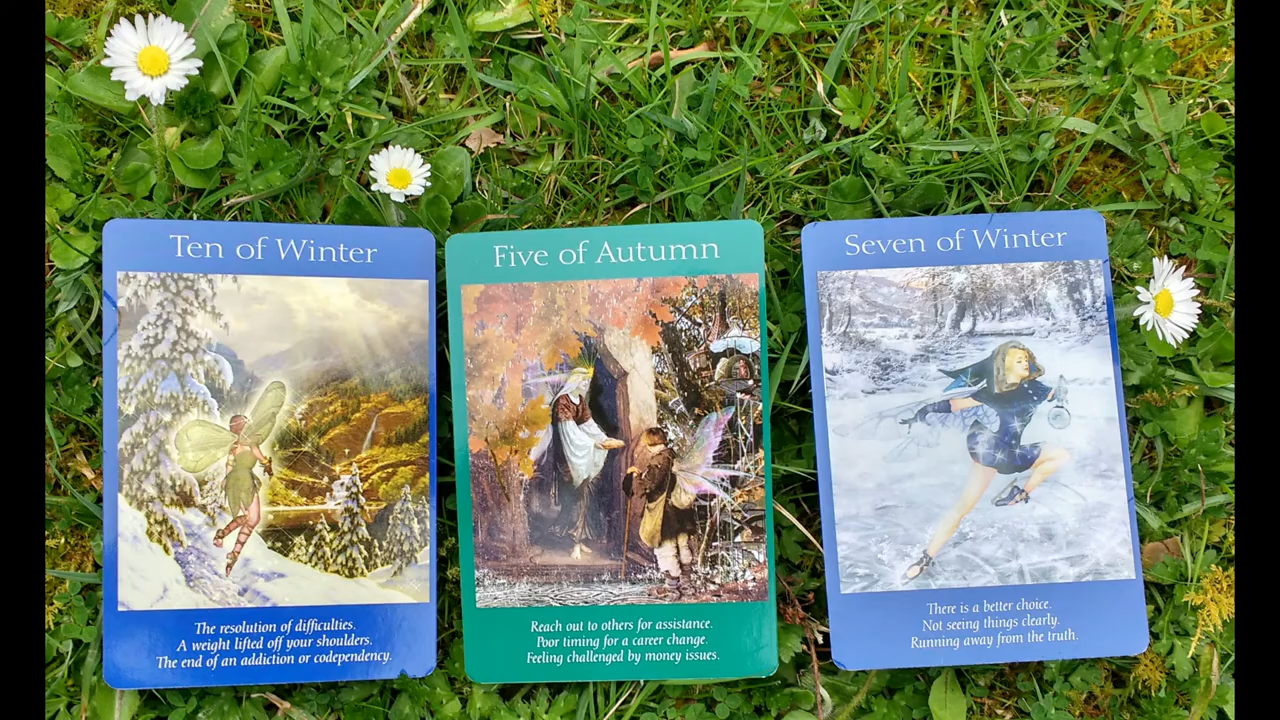 Ten of Winter
The resolution of difficulties.
A weight lifted off your shoulders.
The end of an addiction or codependency.
Five of Autumn
Reach out to others for assistance.
Poor timing for a career change.
Feeling challenged by money issues.
Seven of Winter
There is a better choice.
Not seeing things clearly.
Running away from the truth.